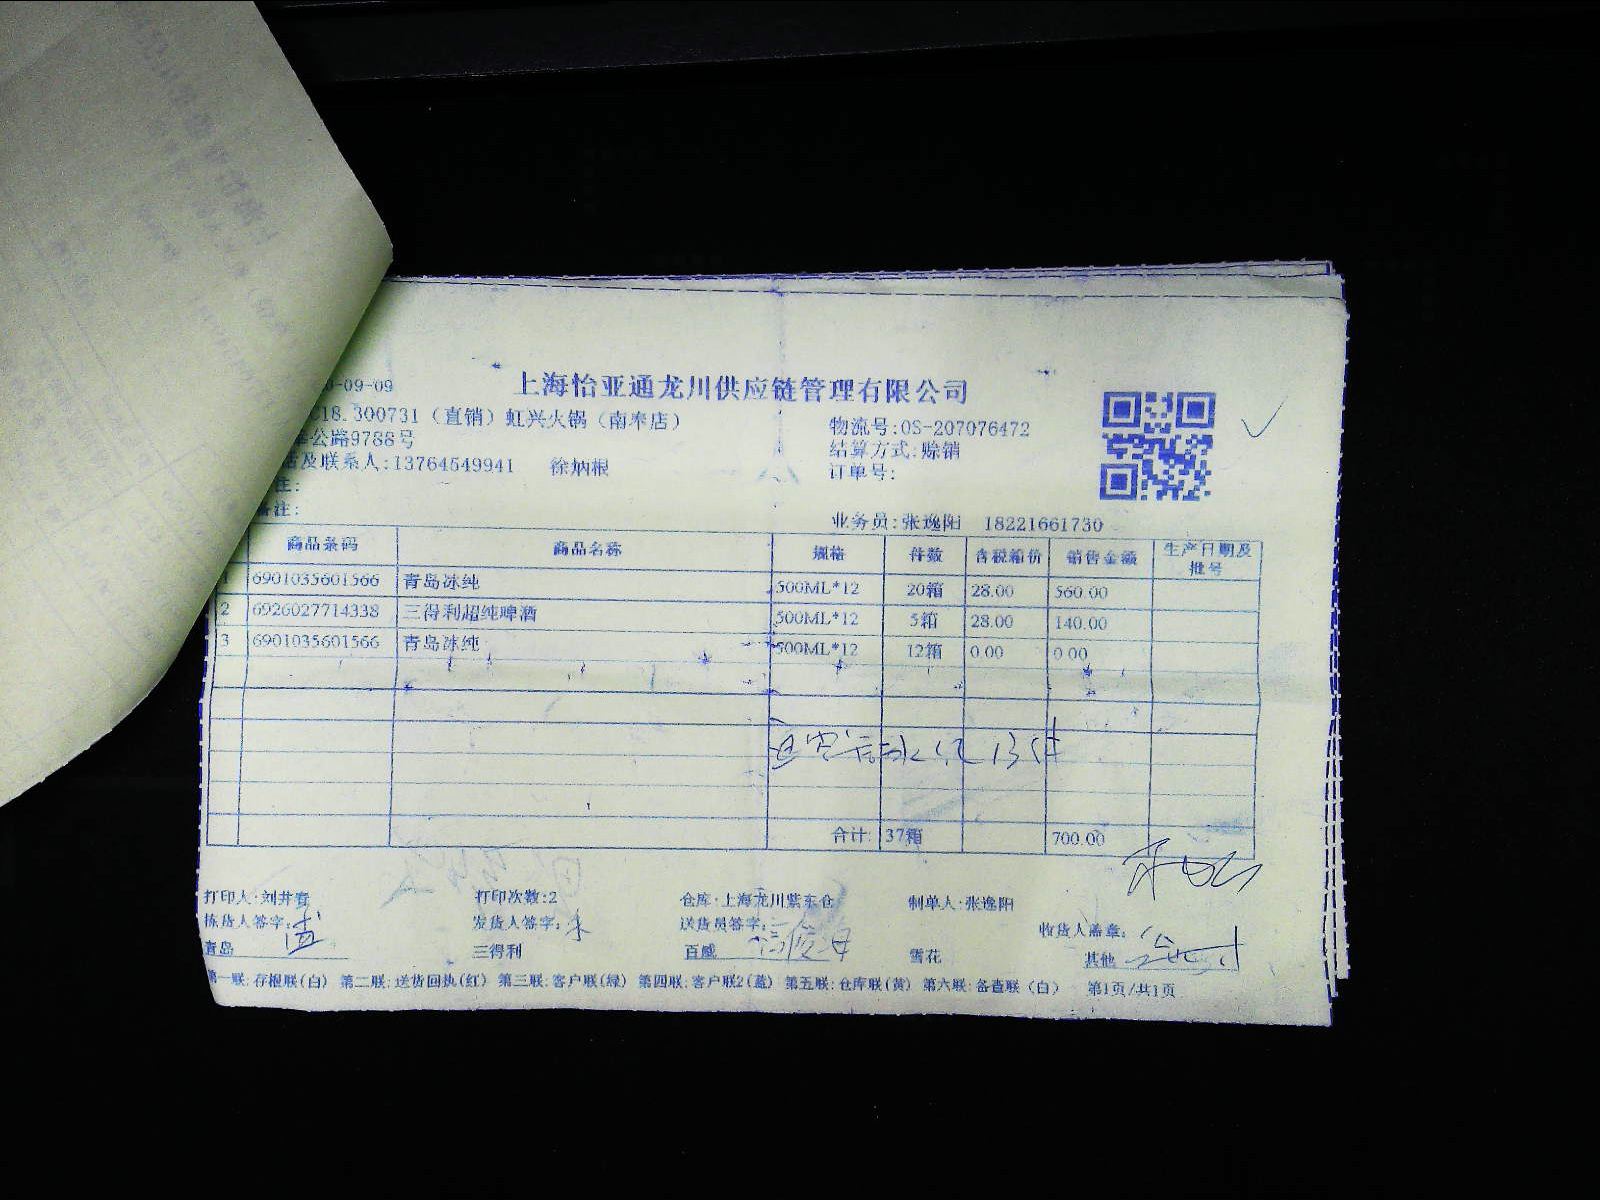 0-09-09
上海怡亚通龙川供应链管理有限公司
C18.300731（直销）虹兴火锅（南奉店）
物流号:OS-207076472
公路9788号
结算方式:赊销
话及联系人:13764549941 徐炳根
订单号:
注:
备注:
业务员:张逸阳 18221661730
商品条码 商品名称 规格 件数 含税箱价 销售金额 生产日期及批号
1 6901035601566 青岛冰纯 500ML*12 20箱 28.00 560.00
2 6926027714338 三得利超纯啤酒 500ML*12 5箱 28.00 140.00
3 6901035601566 青岛冰纯 500ML*12 12箱 0.00 0.00
13件
合计: 37箱 700.00
打印人:刘井春 打印次数:2 仓库:上海龙川紫东仓 制单人:张逸阳
拣货人签字: 发货人签字: 送货员签字: 收货人盖章:
青岛 三得利 百威 雪花 其他
第一联:存根联(白) 第二联:送货回执(红) 第三联:客户联(绿) 第四联:客户联2(蓝) 第五联:仓库联(黄) 第六联:备查联（白） 第1页/共1页